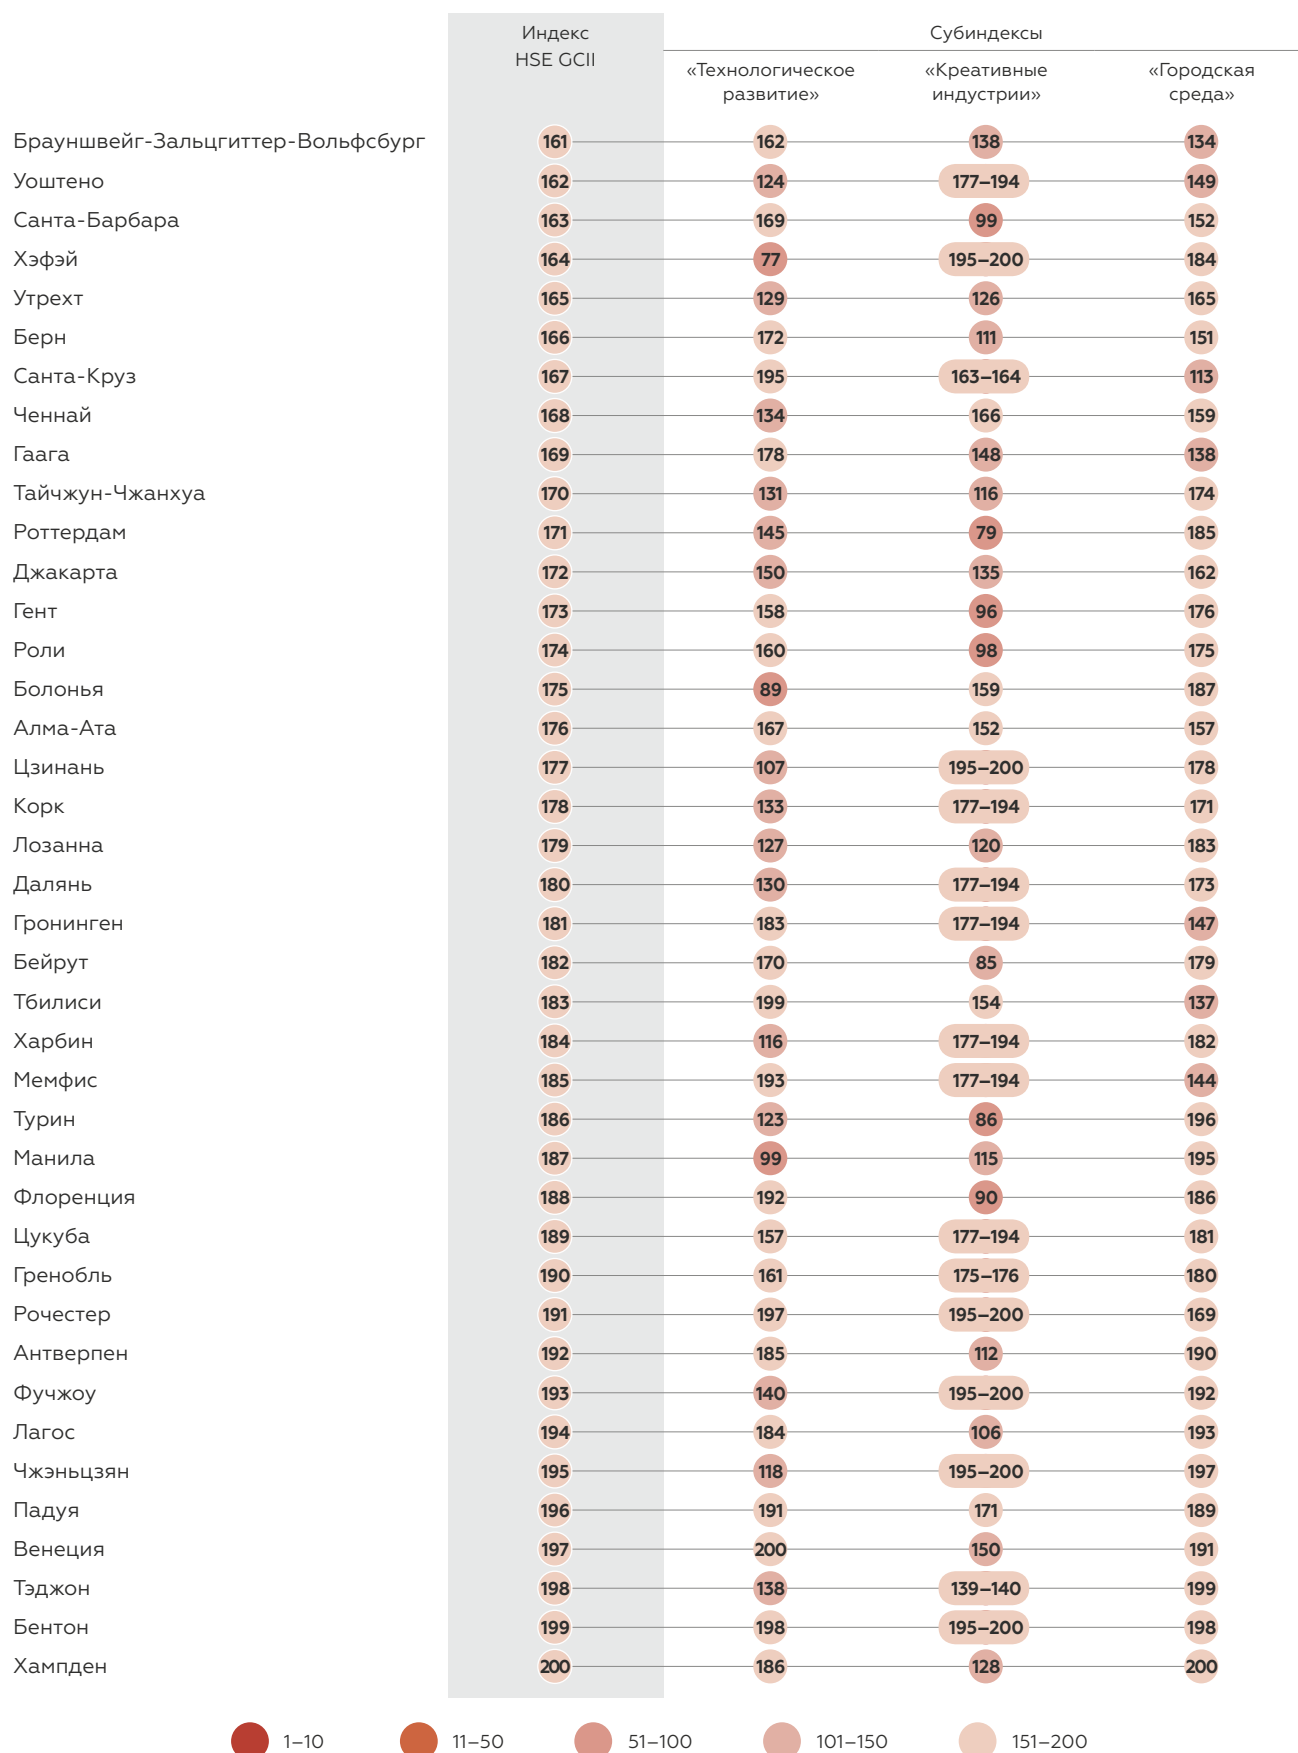 Индекс
HSE GCII
Субиндексы
«Технологическое
развитие»
«Креативные
индустрии»
«Городская
среда»
Брауншвейг-Зальцгиттер-Вольфсбург 161 162 138 134
Уоштено 162 124 177–194 149
Санта-Барбара 163 169 99 152
Хэфэй 164 77 195–200 184
Утрехт 165 129 126 165
Берн 166 172 111 151
Санта-Круз 167 195 163–164 113
Ченнай 168 134 166 159
Гаага 169 178 148 138
Тайчжун-Чжанхуа 170 131 116 174
Роттердам 171 145 79 185
Джакарта 172 150 135 162
Гент 173 158 96 176
Роли 174 160 98 175
Болонья 175 89 159 187
Алма-Ата 176 167 152 157
Цзинань 177 107 195–200 178
Корк 178 133 177–194 171
Лозанна 179 127 120 183
Далянь 180 130 177–194 173
Гронинген 181 183 177–194 147
Бейрут 182 170 85 179
Тбилиси 183 199 154 137
Харбин 184 116 177–194 182
Мемфис 185 193 177–194 144
Турин 186 123 86 196
Манила 187 99 115 195
Флоренция 188 192 90 186
Цукуба 189 157 177–194 181
Гренобль 190 161 175–176 180
Рочестер 191 197 195–200 169
Антверпен 192 185 112 190
Фучжоу 193 140 195–200 192
Лагос 194 184 106 193
Чжэньцзян 195 118 195–200 197
Падуя 196 191 171 189
Венеция 197 200 150 191
Тэджон 198 138 139–140 199
Бентон 199 198 195–200 198
Хампден 200 186 128 200
1–10 11–50 51–100 101–150 151–200